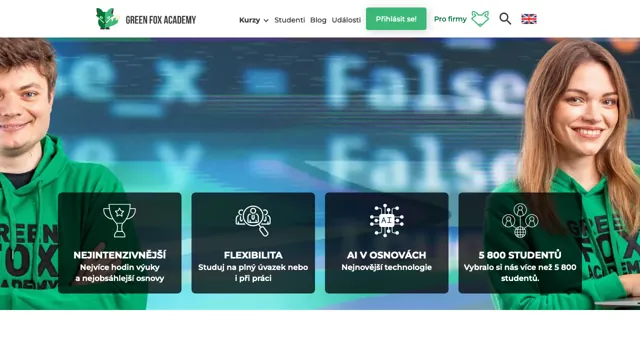 GREEN FOX ACADEMY
Kurzy
Studenti
Blog
Události
Přihlásit se!
Pro firmy
_x = False
False
NEJINTENZIVNĚJŠÍ
Nejvíce hodin výuky
a nejobsáhlejší osnovy
FLEXIBILITA
Studuj na plný úvazek nebo
i při práci
AI
AI V OSNOVÁCH
Nejnovější technologie
5 800 STUDENTŮ
Vybralo si nás více než 5 800
studentů.
GREEN
FOX
ACADEMY